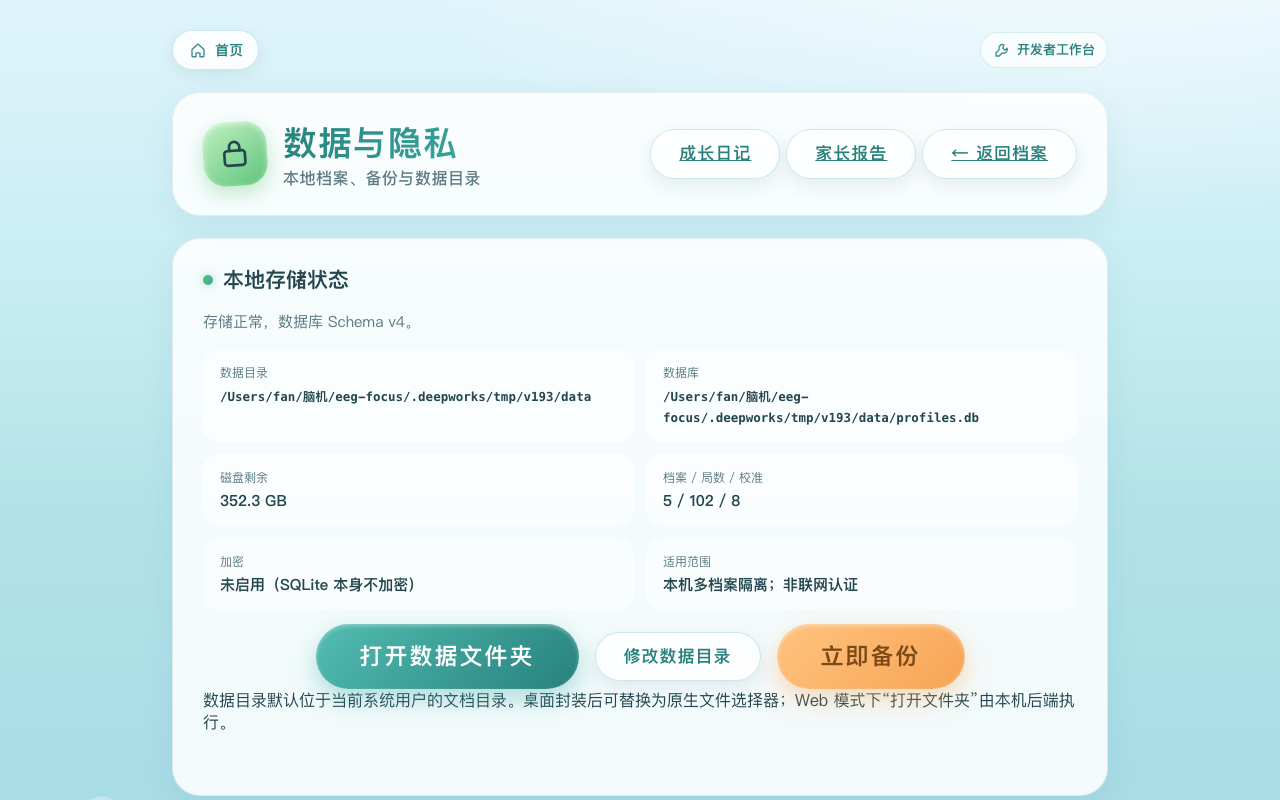 首页
开发者工作台
数据与隐私
本地档案、备份与数据目录
成长日记
家长报告
← 返回档案
本地存储状态
存储正常，数据库 Schema v4。
数据目录
/Users/fan/脑机/eeg-focus/.deepworks/tmp/v193/data
数据库
/Users/fan/脑机/eeg-
focus/.deepworks/tmp/v193/data/profiles.db
磁盘剩余
352.3 GB
档案 / 局数 / 校准
5 / 102 / 8
加密
未启用（SQLite 本身不加密）
适用范围
本机多档案隔离；非联网认证
打开数据文件夹
修改数据目录
立即备份
数据目录默认位于当前系统用户的文档目录。桌面封装后可替换为原生文件选择器；Web 模式下“打开文件夹”由本机后端执
行。